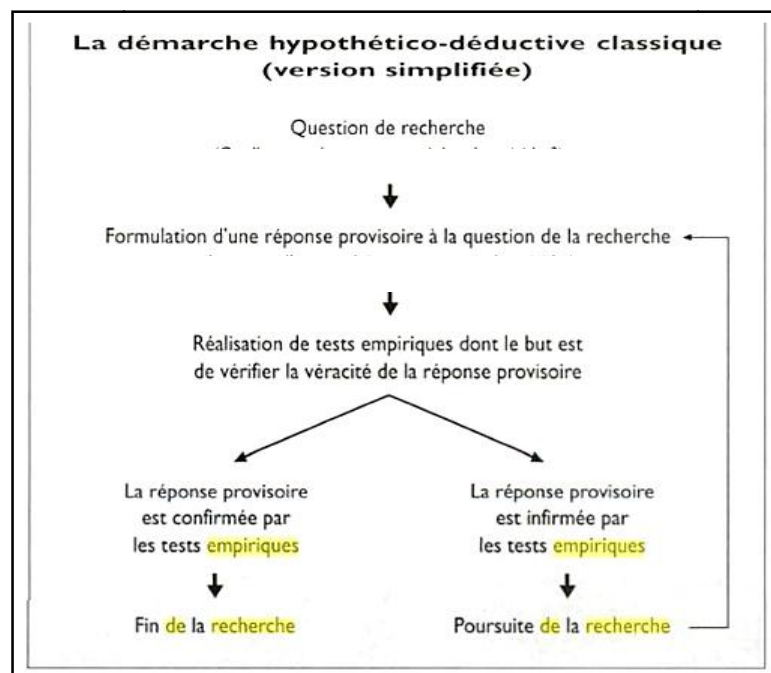 La démarche hypothético-déductive classique
(version simplifiée)
Question de recherche
Formulation d'une réponse provisoire à la question de la recherche
Réalisation de tests empiriques dont le but est
de vérifier la véracité de la réponse provisoire
La réponse provisoire
est confirmée par
les tests empiriques
Fin de la recherche
La réponse provisoire
est infirmée par
les tests empiriques
Poursuite de la recherche